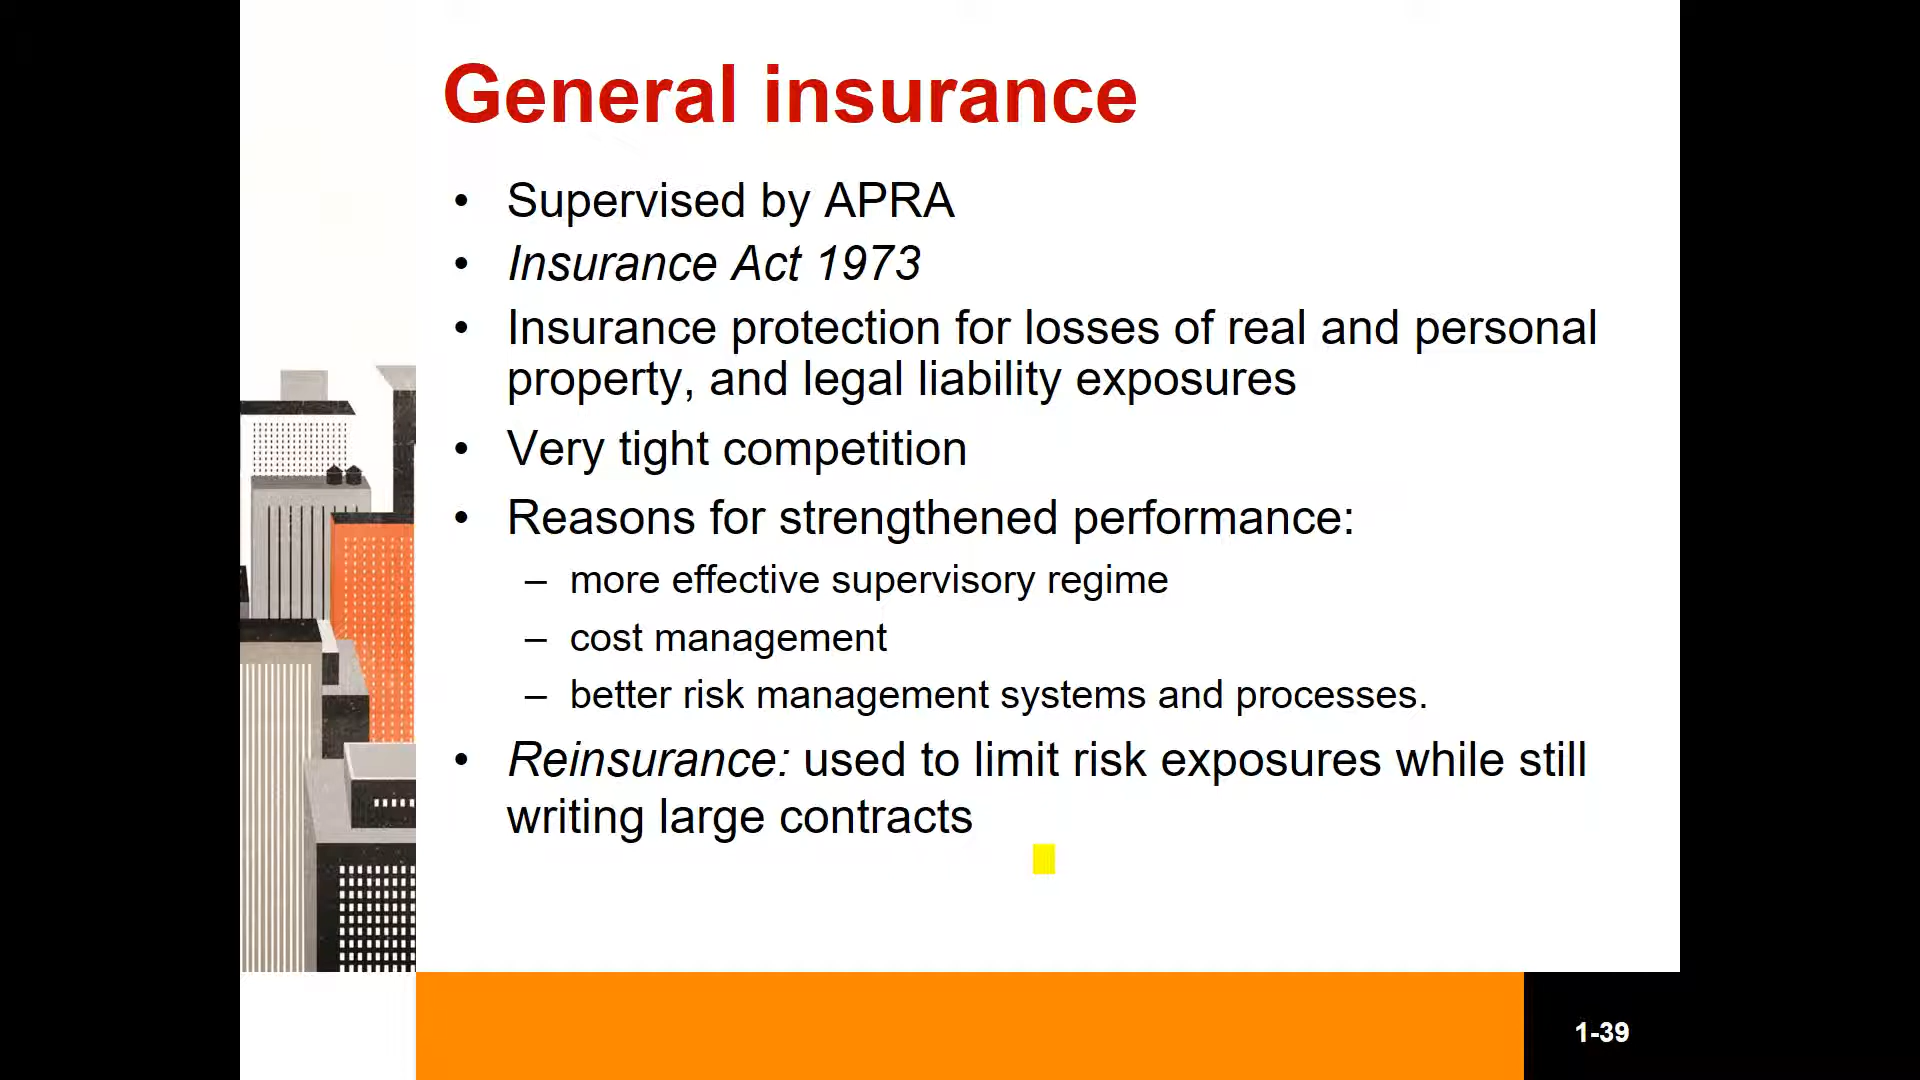 General insurance
• Supervised by APRA
• Insurance Act 1973
• Insurance protection for losses of real and personal
property, and legal liability exposures
• Very tight competition
• Reasons for strengthened performance:
– more effective supervisory regime
– cost management
– better risk management systems and processes.
• Reinsurance: used to limit risk exposures while still
writing large contracts
1-39